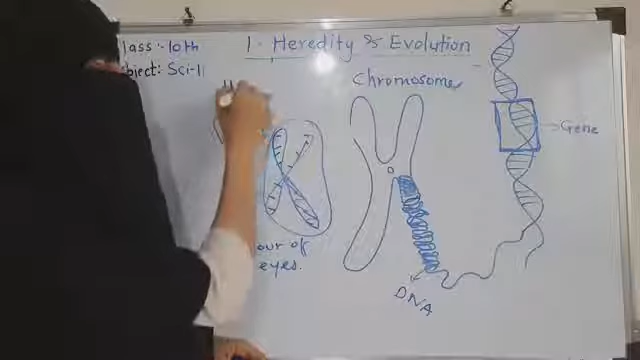 lass:- 10th
bject: Sci-II
1. Heredity & Evolution
Chromosome
Gene
our of
eyes.
DNA